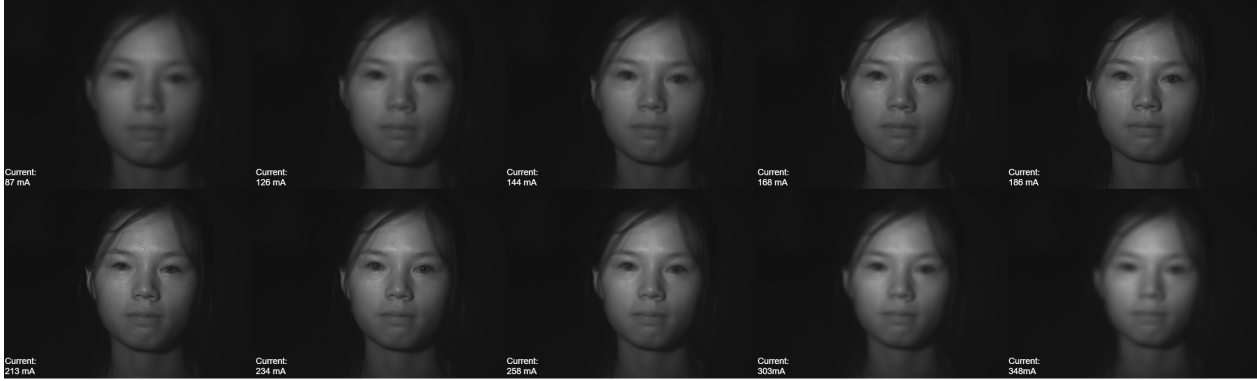 Current:
87 mA
Current:
126 mA
Current:
144 mA
Current:
168 mA
Current:
186 mA
Current:
213 mA
Current:
234 mA
Current:
258 mA
Current:
303mA
Current:
348mA